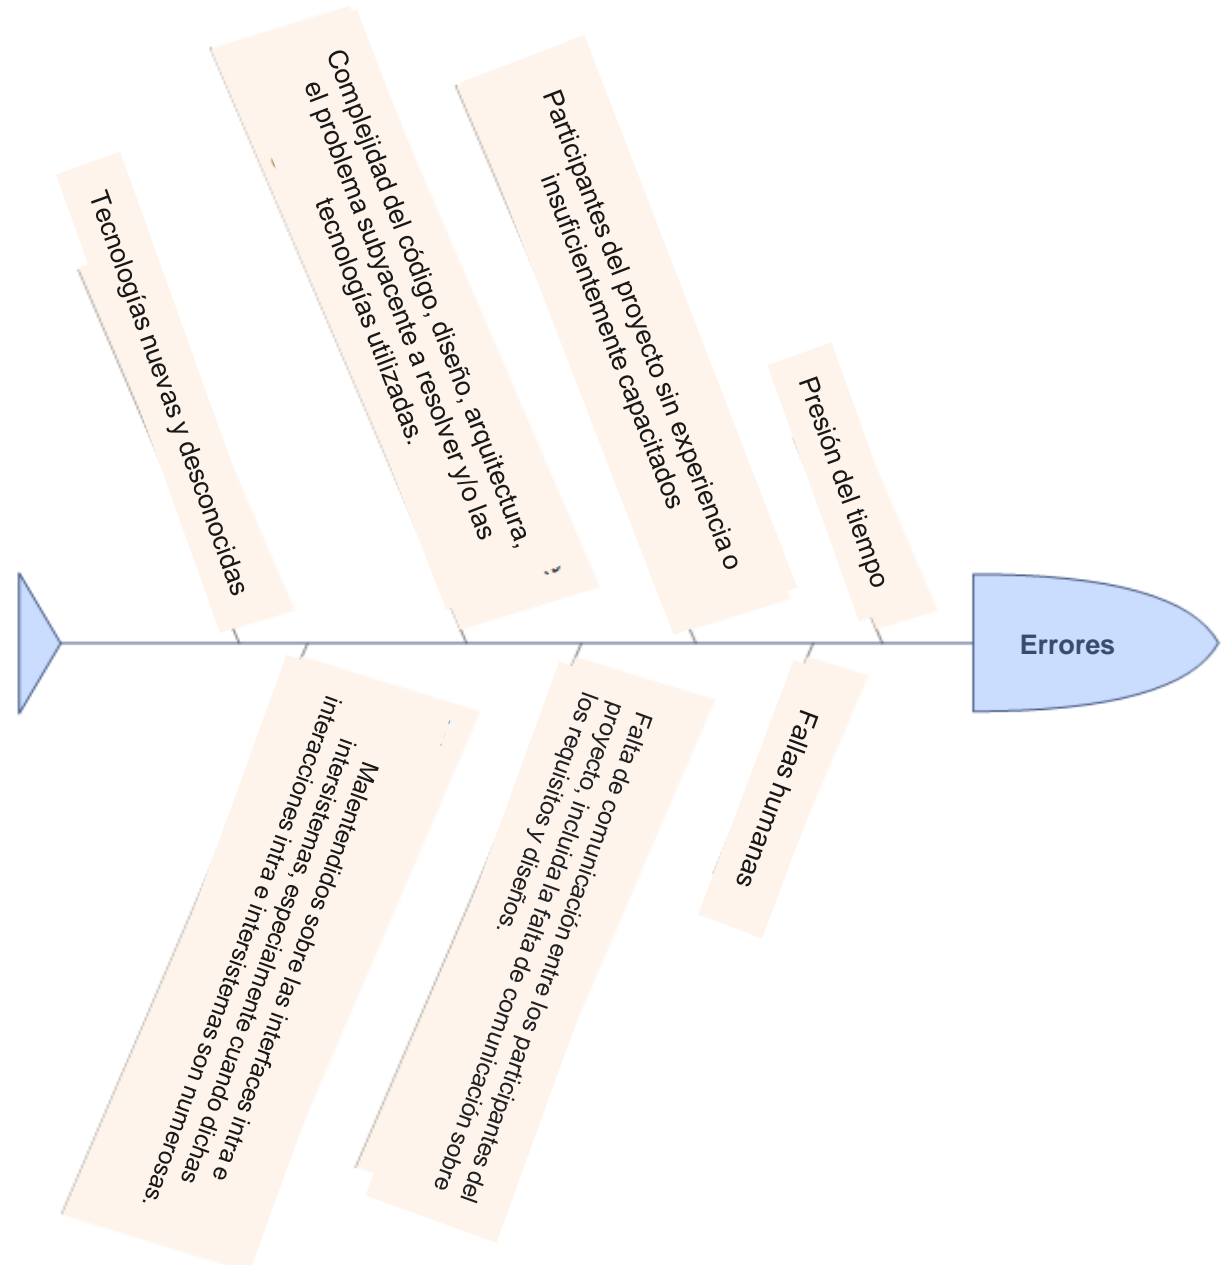 Tecnologías nuevas y desconocidas
Complejidad del código, diseño, arquitectura,
el problema subyacente a resolver y/o las
tecnologías utilizadas.
Participantes del proyecto sin experiencia o
insuficientemente capacitados
Presión del tiempo
Errores
Malentendidos sobre las interfaces intra e
intersistemas, especialmente cuando dichas
interacciones intra e intersistemas son numerosas.
Falta de comunicación entre los participantes del
proyecto, incluida la falta de comunicación sobre
los requisitos y diseños.
Fallas humanas